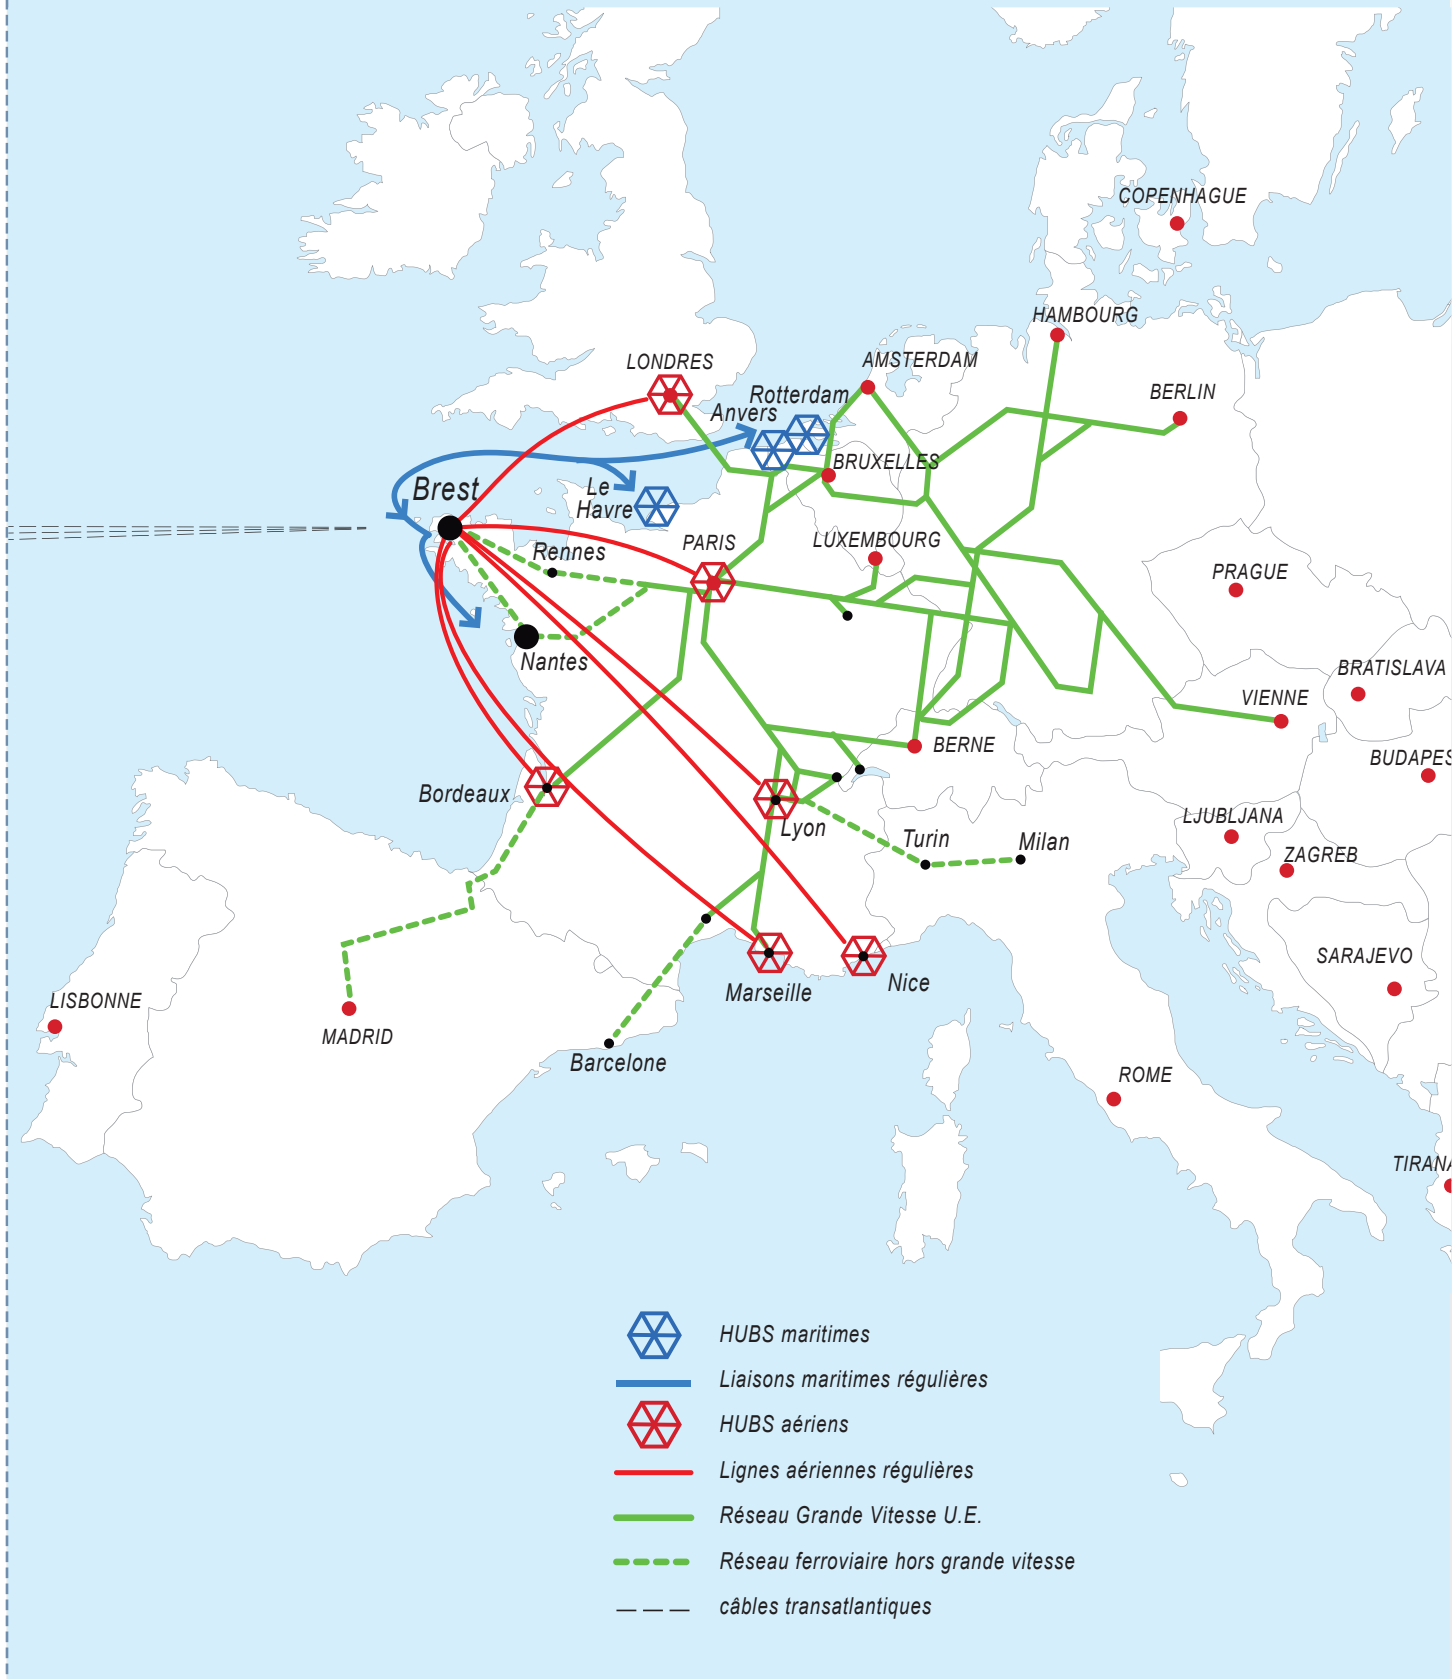 COPENHAGUE
HAMBOURG
LONDRES
AMSTERDAM
Rotterdam
BERLIN
Anvers
BRUXELLES
Brest
Le
Havre
PARIS
LUXEMBOURG
Rennes
PRAGUE
Nantes
BRATISLAVA
VIENNE
BERNE
BUDAPES
Bordeaux
LJUBLJANA
Lyon
Turin
Milan
ZAGREB
SARAJEVO
Nice
Marseille
LISBONNE
MADRID
Barcelone
ROME
TIRANA
HUBS maritimes
Liaisons maritimes régulières
HUBS aériens
Lignes aériennes régulières
Réseau Grande Vitesse U.E.
Réseau ferroviaire hors grande vitesse
câbles transatlantiques